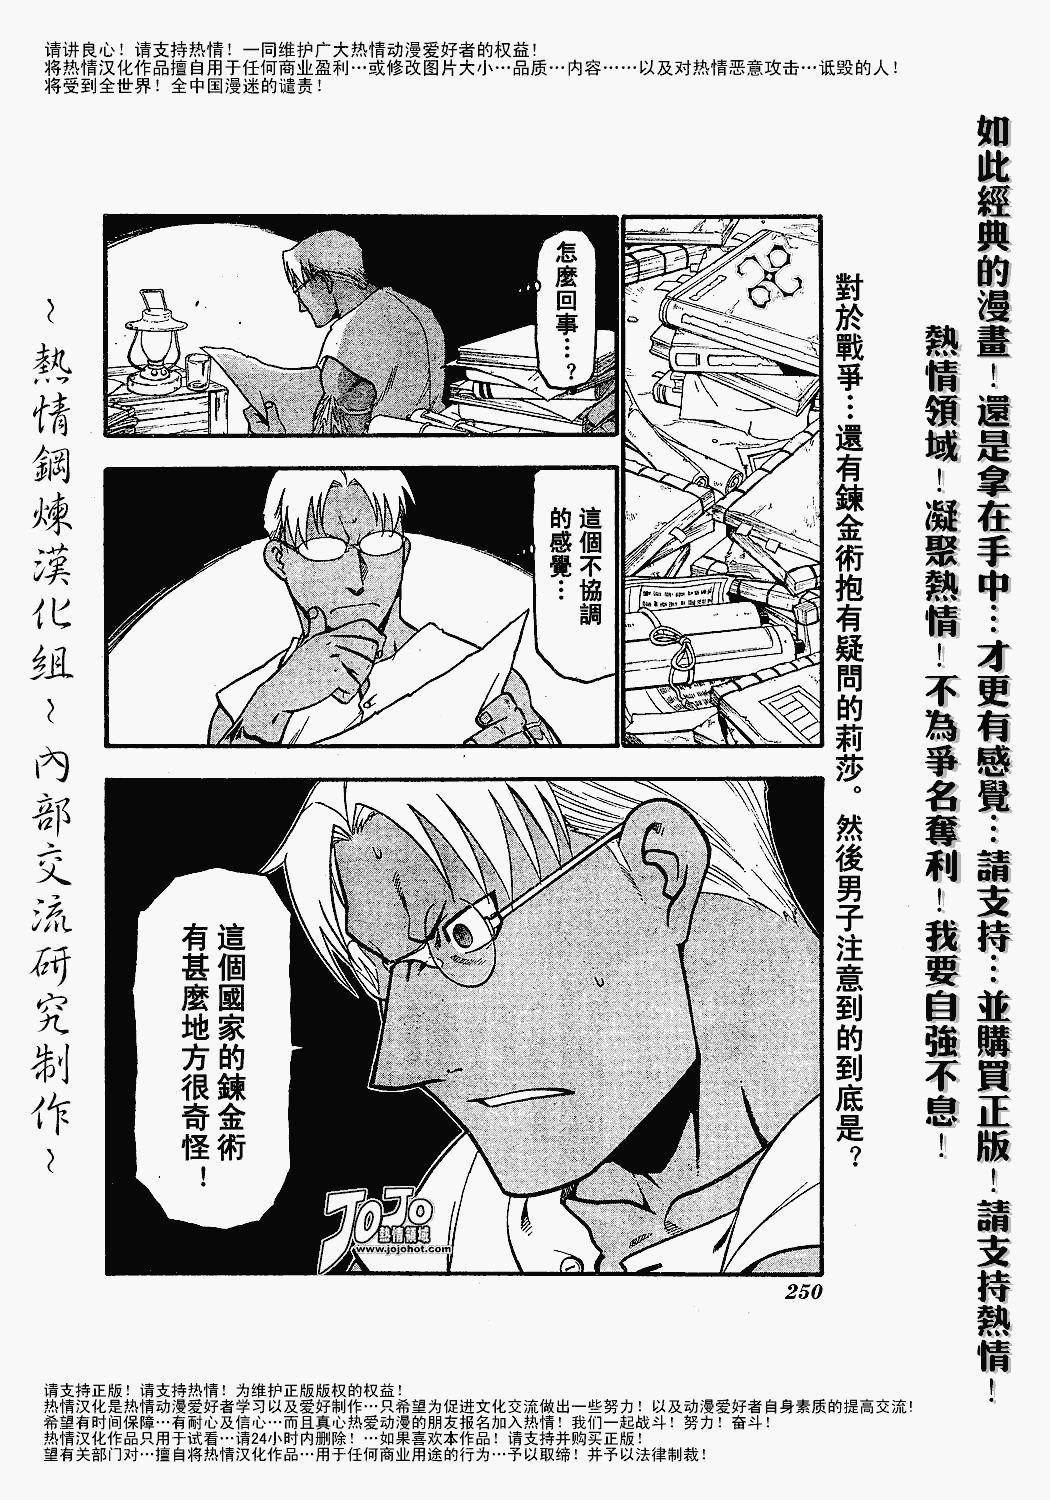 请讲良心！请支持热情！一同维护广大热情动漫爱好者的权益！
将热情汉化作品擅自用于任何商业盈利…或修改图片大小…品质…内容……以及对热情恶意攻击…诋毁的人！
将受到全世界！全中国漫迷的谴责！
如此經典的漫畫！還是拿在手中…才更有感覺…請支持…並購買正版！請支持熱情！
熱情領域！凝聚熱情！不為爭名奪利！我要自強不息！
對於戰爭…還有鍊金術抱有疑問的莉莎。然後男子注意到的到底是？
怎麼回事…？
這個不協調
的感覺…
這個國家的鍊金術
有甚麼地方很奇怪！
JOJO
熱情領域
www.jojohot.com
250
~熱情鋼煉漢化組~內部交流研究制作~
请支持正版！请支持热情！为维护正版版权的权益！
热情汉化是热情动漫爱好者学习以及爱好制作…只希望为促进文化交流做出一些努力！以及动漫爱好者自身素质的提高交流！
希望有时间保障…有耐心及信心…而且真心热爱动漫的朋友报名加入热情！我们一起战斗！努力！奋斗！
热情汉化作品只用于试看…请24小时内删除！…如果喜欢本作品！请支持并购买正版！
望有关部门对…擅自将热情汉化作品…用于任何商业用途的行为…予以取缔！并予以法律制裁！